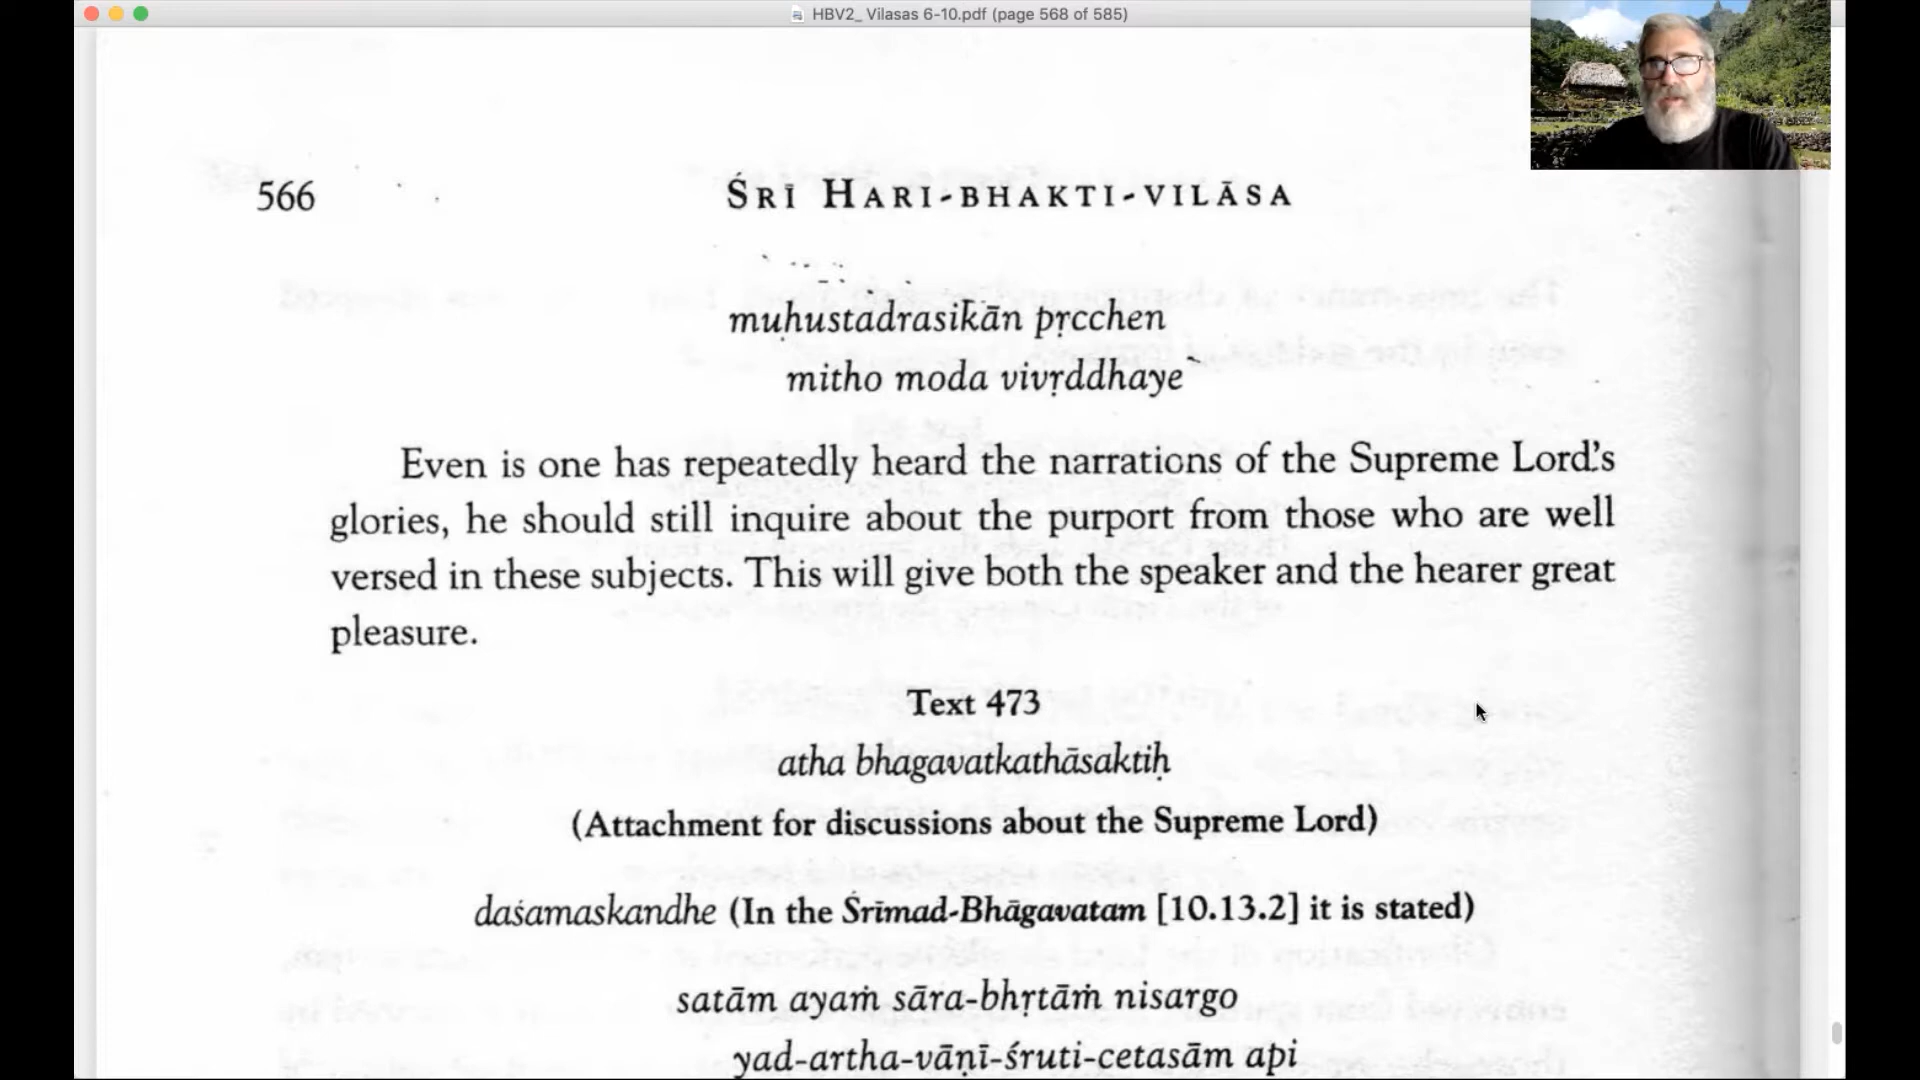 HBV2_ Vilasas 6-10.pdf (page 568 of 585)
566
ŚRĪ HARI-BHAKTI-VILĀSA
muhustadrasikān pṛcchen
mitho moda vivṛddhaye
Even is one has repeatedly heard the narrations of the Supreme Lord's
glories, he should still inquire about the purport from those who are well
versed in these subjects. This will give both the speaker and the hearer great
pleasure.
Text 473
atha bhagavatkathāsaktiḥ
(Attachment for discussions about the Supreme Lord)
daśamaskandhe (In the Śrīmad-Bhāgavatam [10.13.2] it is stated)
satām ayaṁ sāra-bhṛtāṁ nisargo
yad-artha-vāṇī-śruti-cetasām api